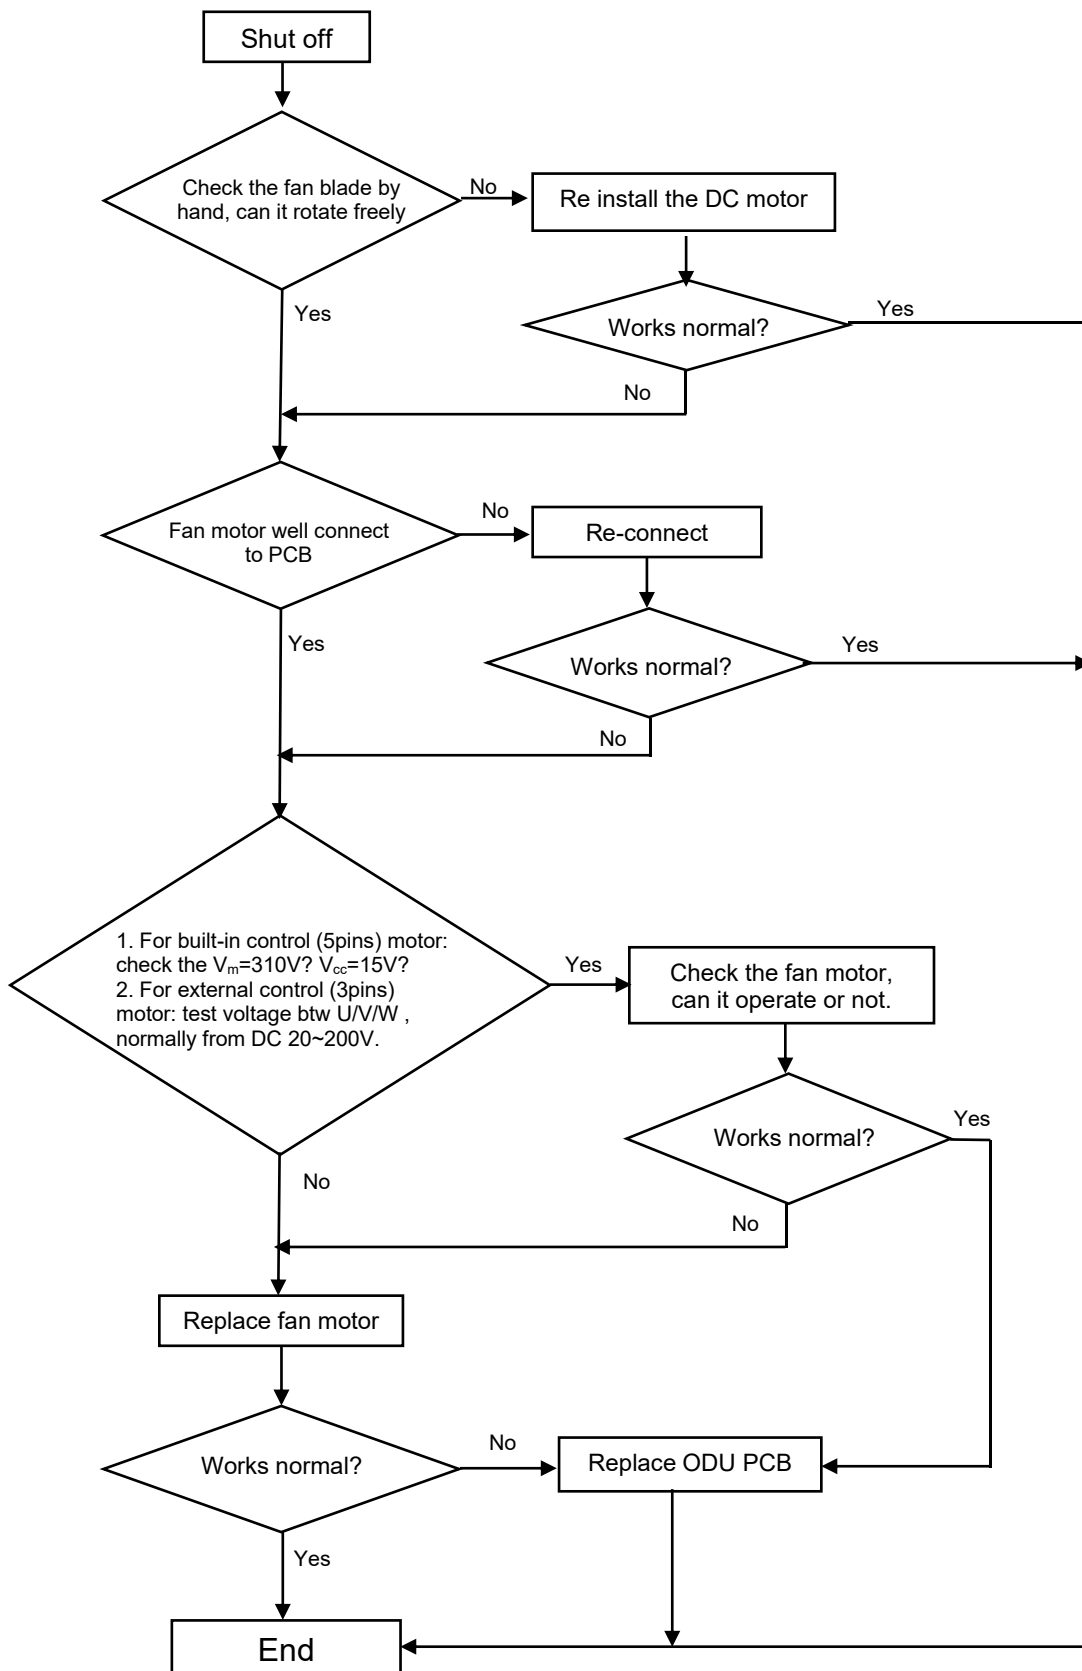 Shut off
Check the fan blade by
hand, can it rotate freely
No
Re install the DC motor
Yes
Works normal?
Yes
No
Fan motor well connect
to PCB
No
Re-connect
Yes
Works normal?
Yes
No
1. For built-in control (5pins) motor:
check the Vm=310V? Vcc=15V?
2. For external control (3pins)
motor: test voltage btw U/V/W ,
normally from DC 20~200V.
Yes
Check the fan motor,
can it operate or not.
Works normal?
Yes
No
No
Replace fan motor
Works normal?
No
Replace ODU PCB
Yes
End